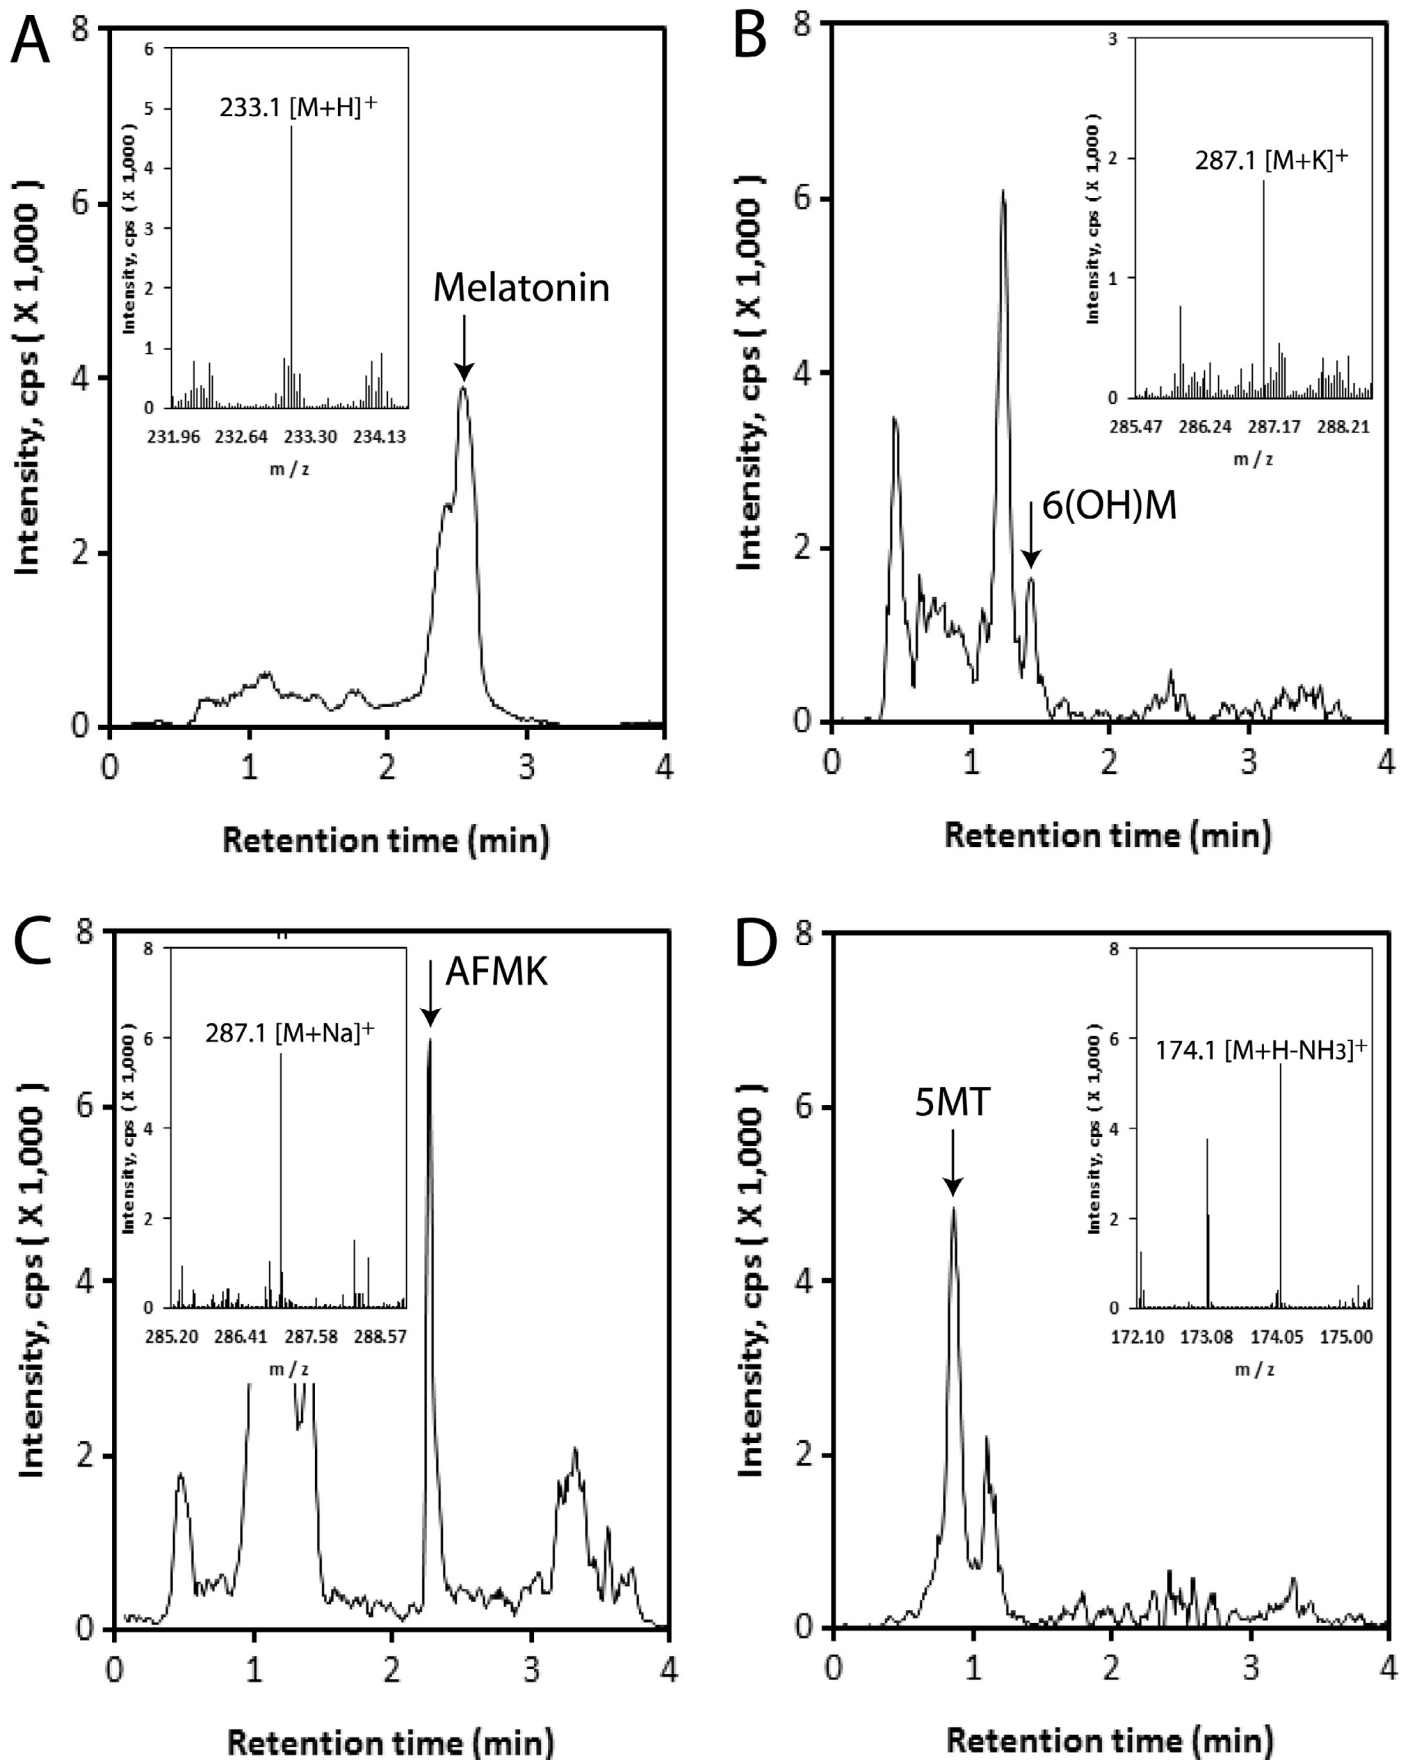 A
8
6
4
2
0
Intensity, cps ( X 1,000 )
0 1 2 3 4
Retention time (min)
Melatonin
6
5
4
3
2
1
0
Intensity, cps ( X 1,000 )
233.1 [M+H]+
231.96 232.64 233.30 234.13
m / z
B
8
6
4
2
0
Intensity, cps ( X 1,000 )
0 1 2 3 4
Retention time (min)
6(OH)M
3
2
1
0
Intensity, cps ( X 1,000 )
287.1 [M+K]+
285.47 286.24 287.17 288.21
m / z
C
8
6
4
2
0
Intensity, cps ( X 1,000 )
0 1 2 3 4
Retention time (min)
AFMK
8
6
4
2
0
Intensity, cps ( X 1,000 )
287.1 [M+Na]+
285.20 286.41 287.58 288.57
m / z
D
8
6
4
2
0
Intensity, cps ( X 1,000 )
0 1 2 3 4
Retention time (min)
5MT
8
6
4
2
0
Intensity, cps ( X 1,000 )
174.1 [M+H-NH3]+
172.10 173.08 174.05 175.00
m / z